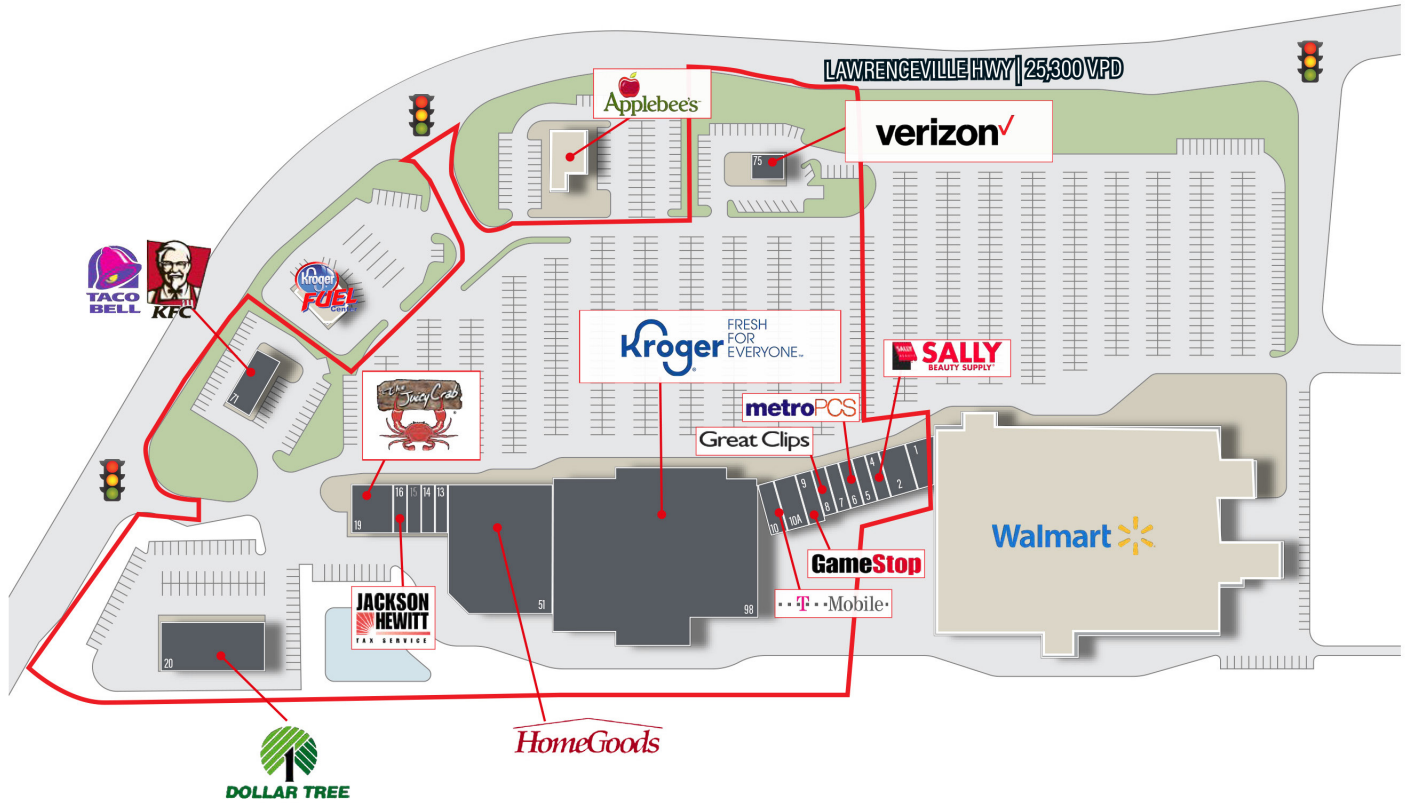 LAWRENCEVILLE HWY | 25,300 VPD
Applebee's
verizon
75
TACO
BELL
KFC
Kroger
FUEL
Center
71
The
Juicy Crab
Kroger
FRESH
FOR
EVERYONE™
SALLY
SALLY
BEAUTY SUPPLY
metroPCS
Great Clips
19
16
15
14
13
51
98
10
10A
9
8
7
6
5
4
2
1
Walmart
GameStop
T Mobile
JACKSON
HEWITT
TAX SERVICE
20
HomeGoods
DOLLAR TREE